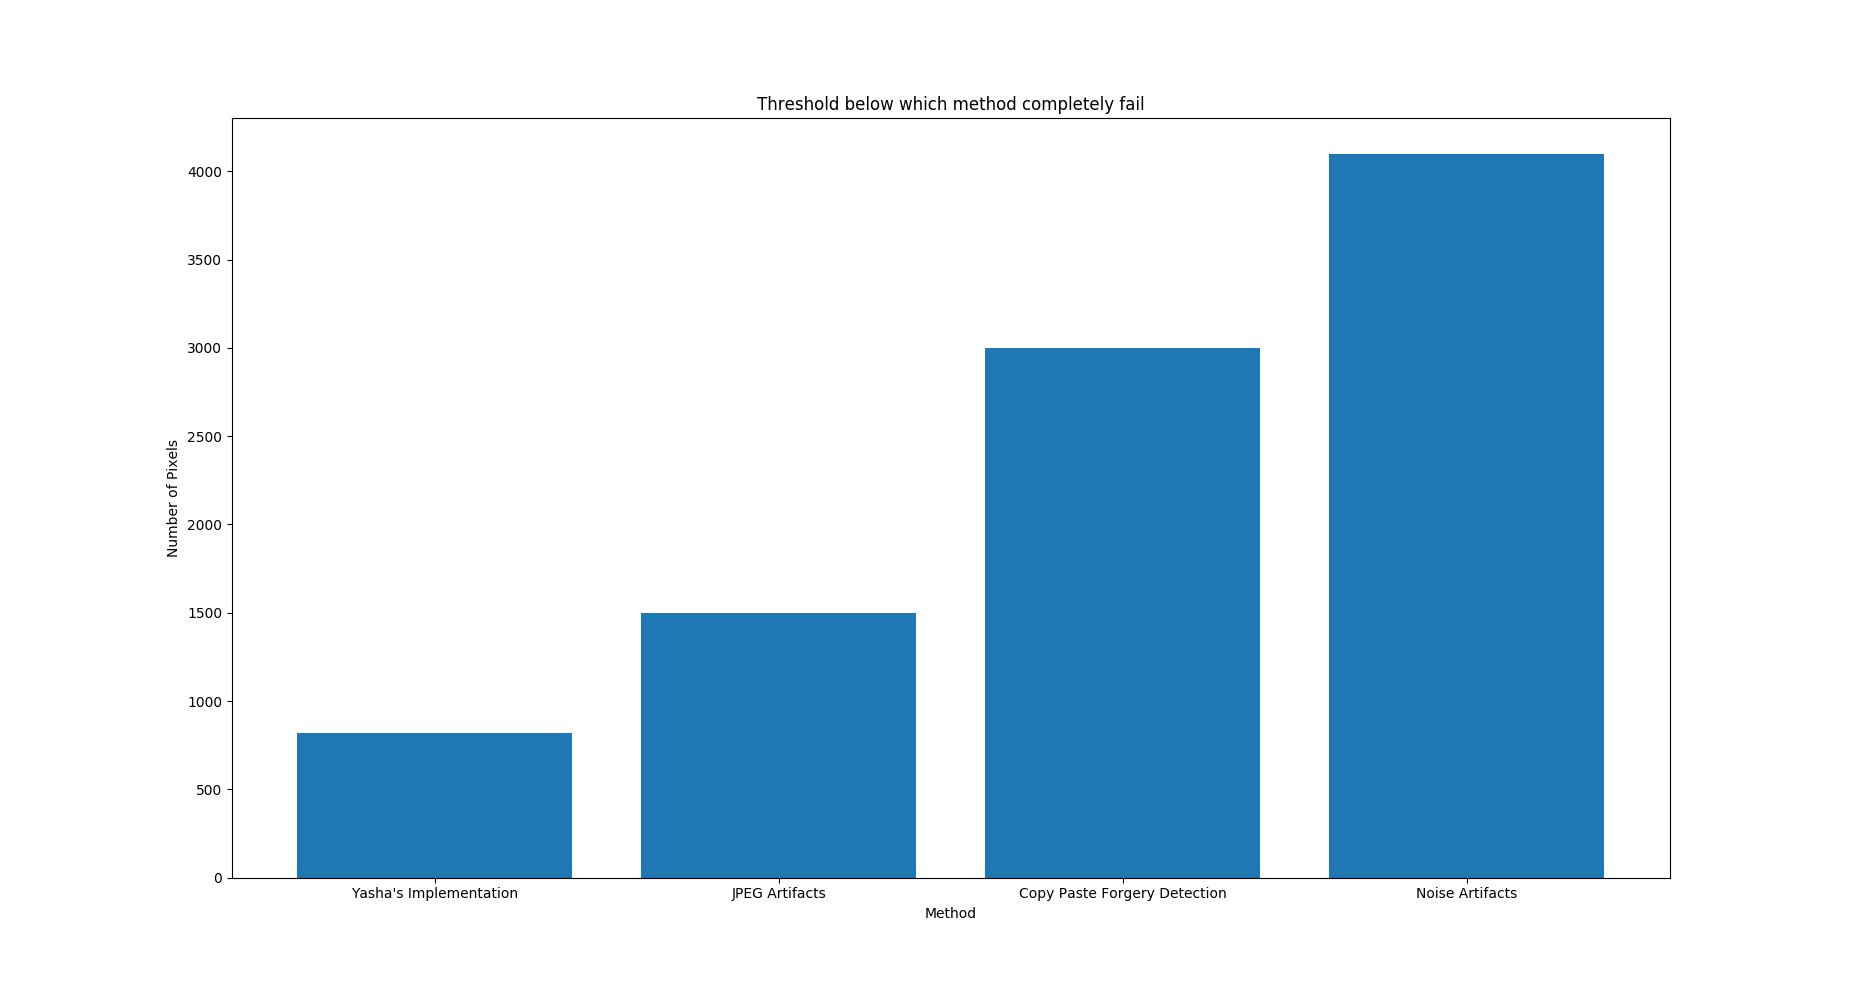 Threshold below which method completely fail
4000
3500
3000
2500
2000
1500
1000
500
0
Number of Pixels
Yasha's Implementation
JPEG Artifacts
Copy Paste Forgery Detection
Noise Artifacts
Method